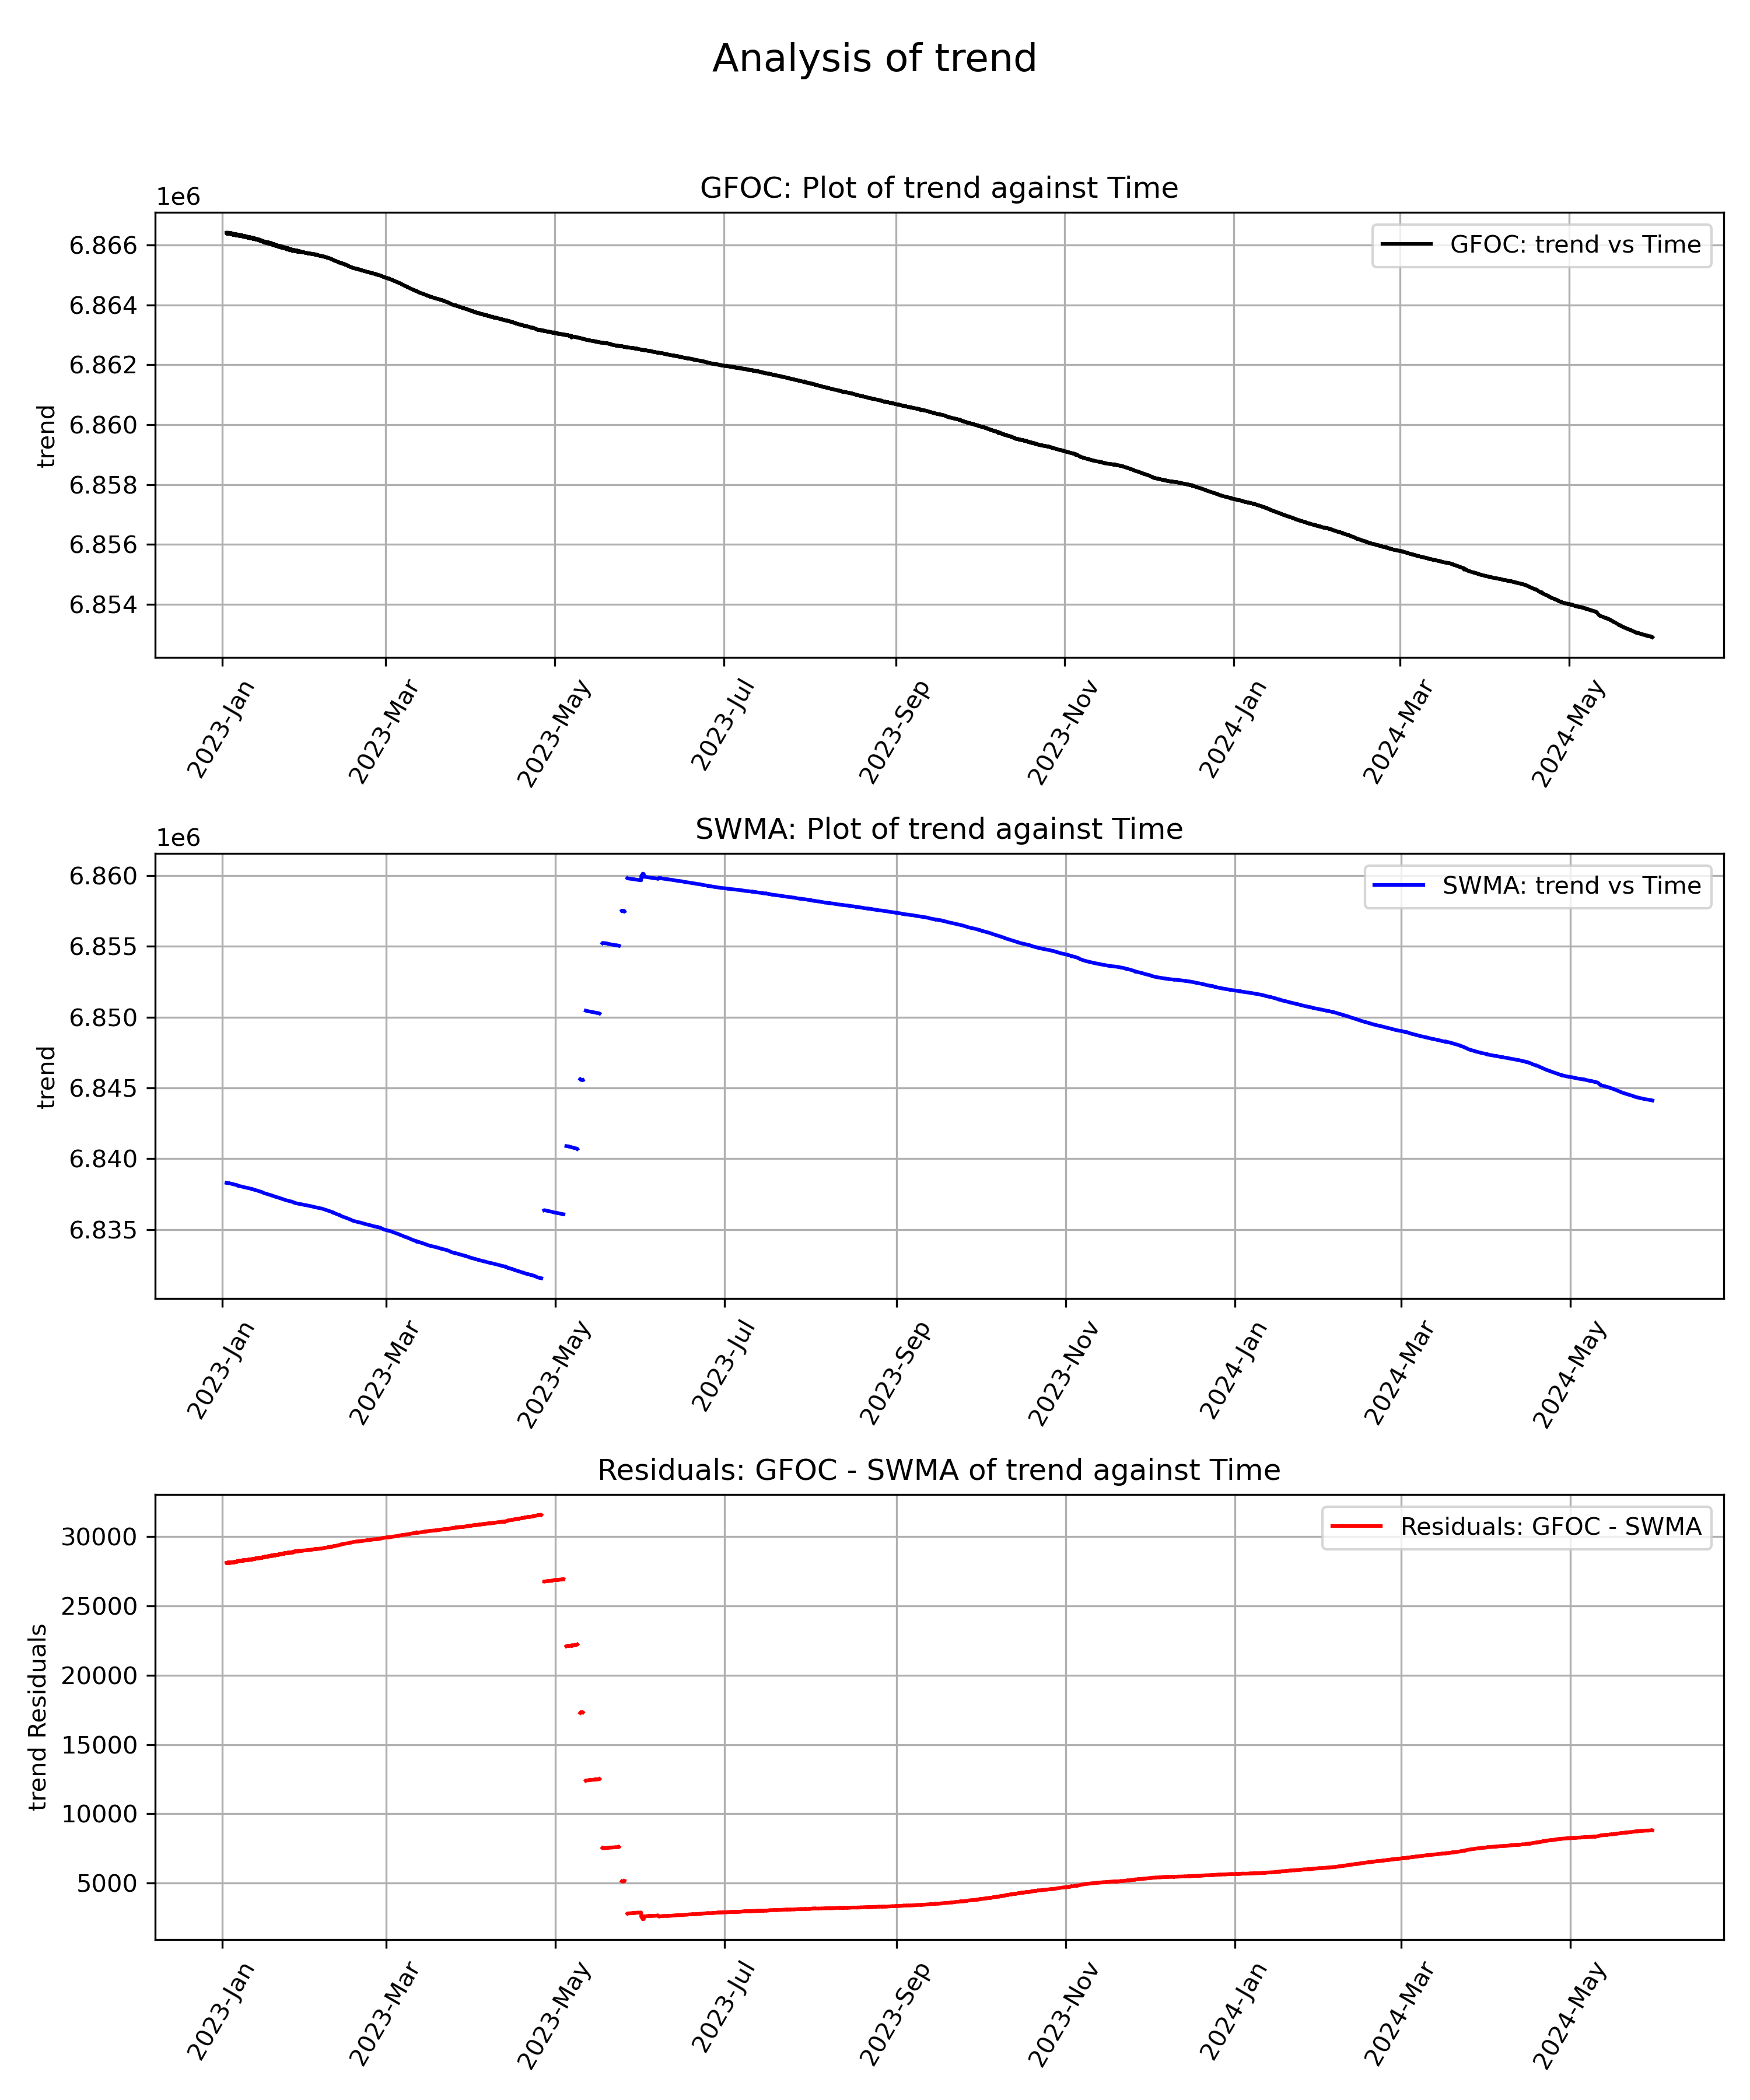 Analysis of trend
GFOC: Plot of trend against Time
1e6
GFOC: trend vs Time
trend
6.866
6.864
6.862
6.860
6.858
6.856
6.854
2023-Jan
2023-Mar
2023-May
2023-Jul
2023-Sep
2023-Nov
2024-Jan
2024-Mar
2024-May
SWMA: Plot of trend against Time
1e6
SWMA: trend vs Time
trend
6.860
6.855
6.850
6.845
6.840
6.835
2023-Jan
2023-Mar
2023-May
2023-Jul
2023-Sep
2023-Nov
2024-Jan
2024-Mar
2024-May
Residuals: GFOC - SWMA of trend against Time
Residuals: GFOC - SWMA
trend Residuals
30000
25000
20000
15000
10000
5000
2023-Jan
2023-Mar
2023-May
2023-Jul
2023-Sep
2023-Nov
2024-Jan
2024-Mar
2024-May